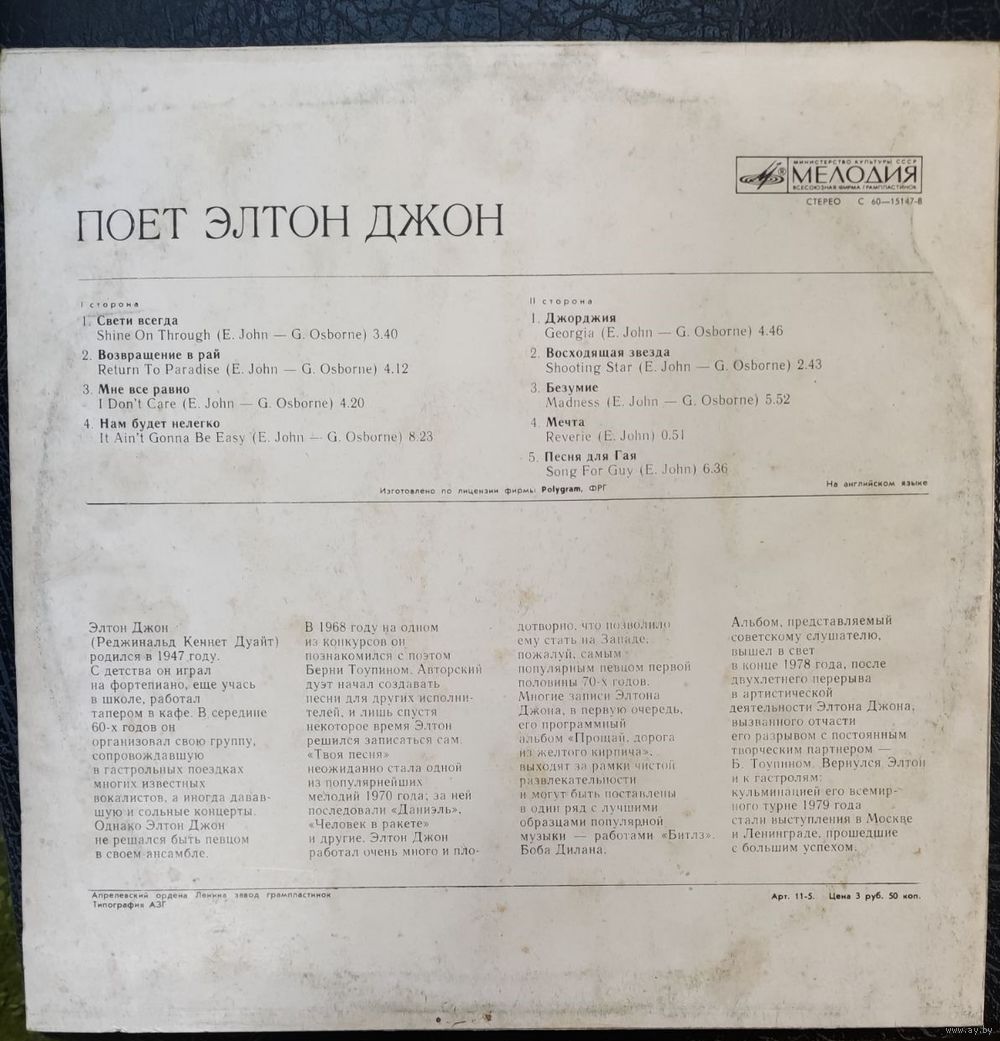 МИНИСТЕРСТВО КУЛЬТУРЫ СССР
МЕЛОДИЯ
ВСЕСОЮЗНАЯ ФИРМА ГРАМПЛАСТИНОК
СТЕРЕО С 60—15147-8
ПОЕТ ЭЛТОН ДЖОН
I сторона
1. Свети всегда
Shine On Through (E. John — G. Osborne) 3.40
2. Возвращение в рай
Return To Paradise (E. John — G. Osborne) 4.12
3. Мне все равно
I Don't Care (E. John — G. Osborne) 4.20
4. Нам будет нелегко
It Ain't Gonna Be Easy (E. John — G. Osborne) 8.23
II сторона
1. Джорджия
Georgia (E. John — G. Osborne) 4.46
2. Восходящая звезда
Shooting Star (E. John — G. Osborne) 2.43
3. Безумие
Madness (E. John — G. Osborne) 5.52
4. Мечта
Reverie (E. John) 0.51
5. Песня для Гая
Song For Guy (E. John) 6.36
Изготовлено по лицензии фирмы Polygram, ФРГ
На английском языке
Элтон Джон
(Реджинальд Кеннет Дуайт)
родился в 1947 году.
С детства он играл
на фортепиано, еще учась
в школе, работал
тапером в кафе. В середине
60-х годов он
организовал свою группу,
сопровождавшую
в гастрольных поездках
многих известных
вокалистов, а иногда давав-
шую и сольные концерты.
Однако Элтон Джон
не решался быть певцом
в своем ансамбле.
В 1968 году на одном
из конкурсов он
познакомился с поэтом
Берни Тоупином. Авторский
дуэт начал создавать
песни для других исполни-
телей, и лишь спустя
некоторое время Элтон
решился записаться сам.
«Твоя песня»
неожиданно стала одной
из популярнейших
мелодий 1970 года; за ней
последовали «Даниэль»,
«Человек в ракете»
и другие. Элтон Джон
работал очень много и пло-
дотворно, что позволило
ему стать на Западе,
пожалуй, самым
популярным певцом первой
половины 70-х годов.
Многие записи Элтона
Джона, в первую очередь,
его программный
альбом «Прощай, дорога
из желтого кирпича»,
выходят за рамки чистой
развлекательности
и могут быть поставлены
в один ряд с лучшими
образцами популярной
музыки — работами «Битлз»,
Боба Дилана.
Альбом, представляемый
советскому слушателю,
вышел в свет
в конце 1978 года, после
двухлетнего перерыва
в артистической
деятельности Элтона Джона,
вызванного отчасти
его разрывом с постоянным
творческим партнером —
Б. Тоупином. Вернулся Элтон
и к гастролям;
кульминацией его всемир-
ного турне 1979 года
стали выступления в Москве
и Ленинграде, прошедшие
с большим успехом.
Апрелевский ордена Ленина завод грампластинок
Типография АЗГ
Арт. 11-5. Цена 3 руб. 50 коп.
www.ay.by